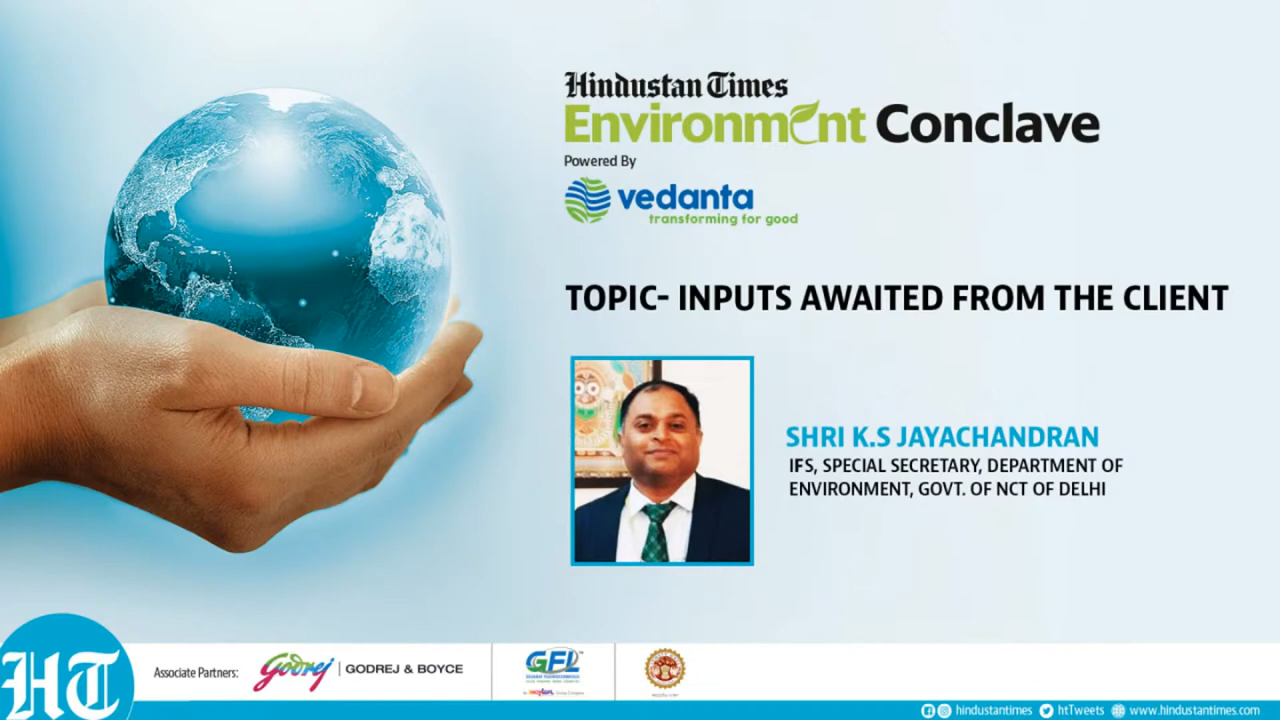 Hindustan Times
Environment Conclave
Powered By
vedanta
transforming for good
TOPIC- INPUTS AWAITED FROM THE CLIENT
SHRI K.S JAYACHANDRAN
IFS, SPECIAL SECRETARY, DEPARTMENT OF
ENVIRONMENT, GOVT. OF NCT OF DELHI
HT
Associate Partners:
Godrej | GODREJ & BOYCE
GFL
hindustantimes htTweets www.hindustantimes.com